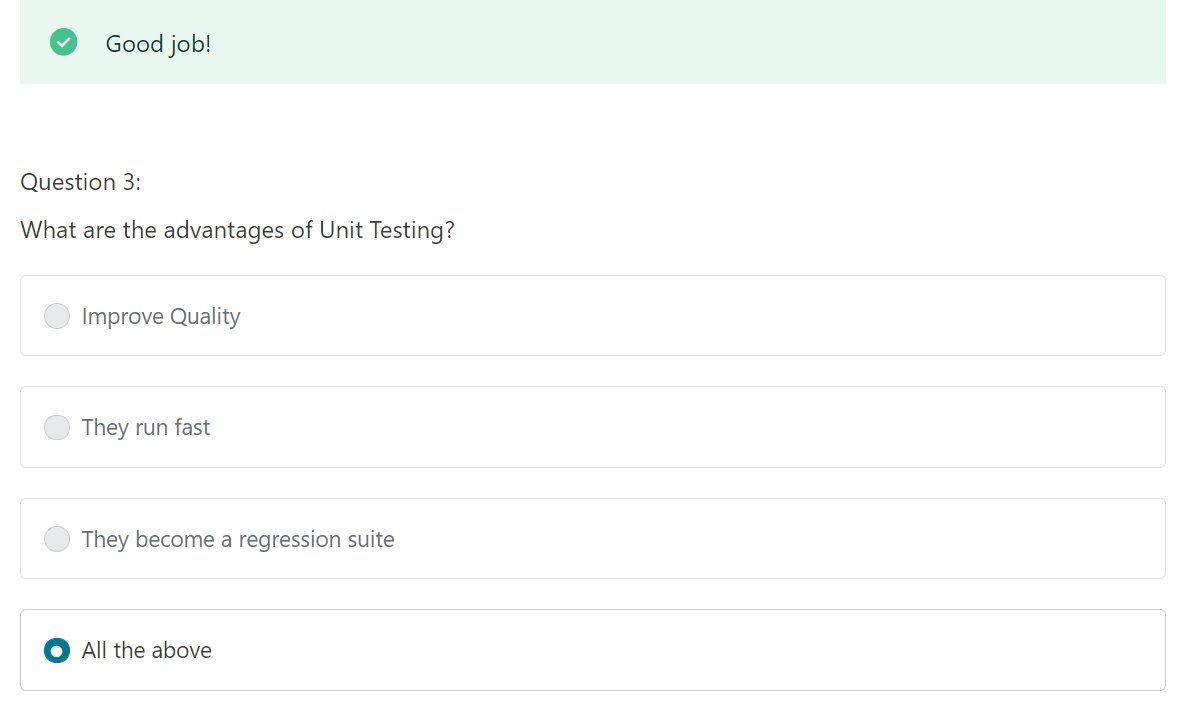 Good job!
Question 3:
What are the advantages of Unit Testing?
Improve Quality
They run fast
They become a regression suite
All the above